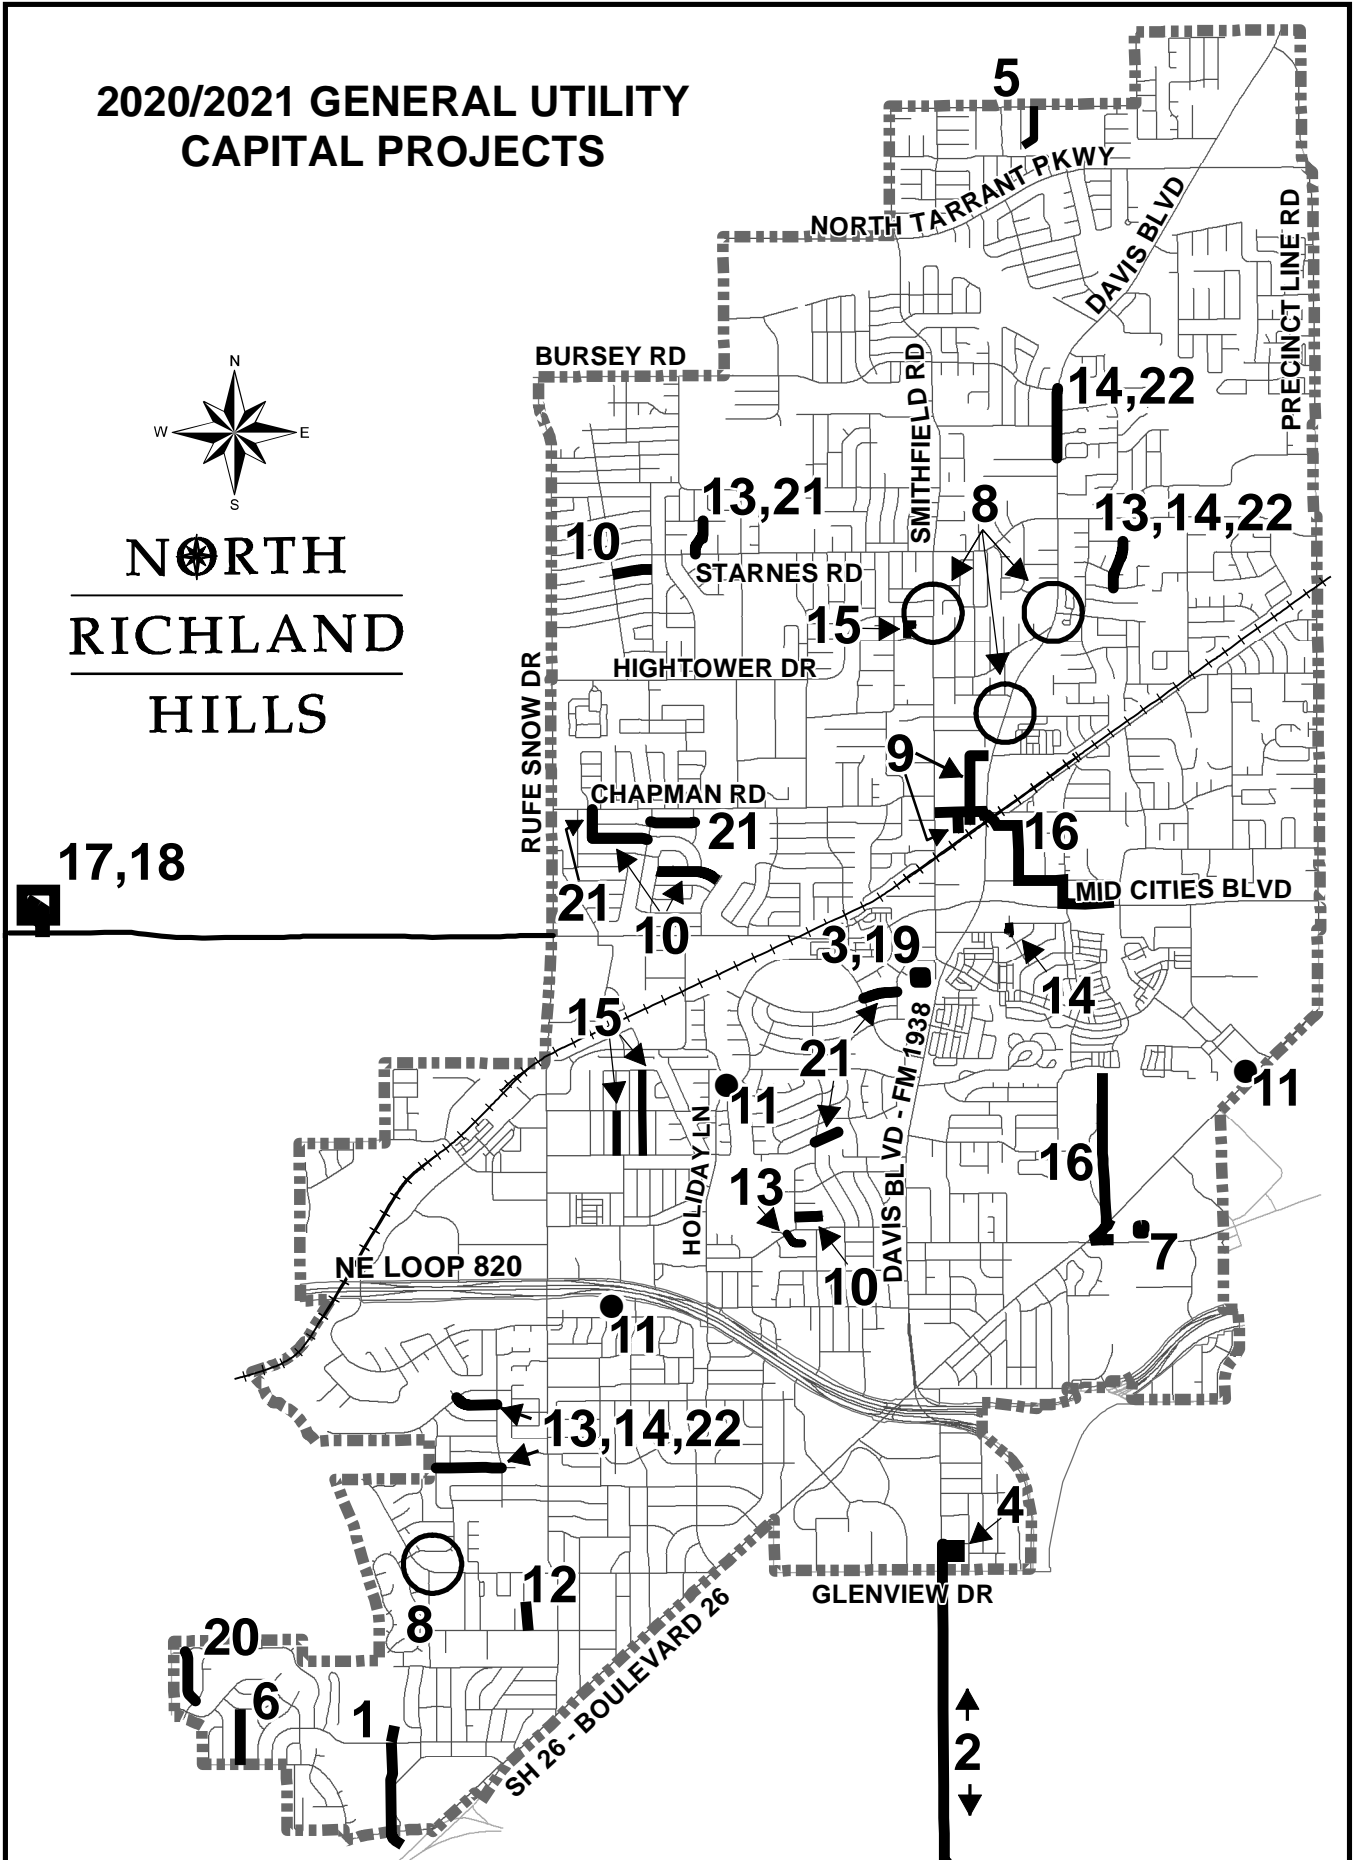 2020/2021 GENERAL UTILITY
CAPITAL PROJECTS
5
NORTH TARRANT PKWY
DAVIS BLVD
PRECINCT LINE RD
BURSEY RD
SMITHFIELD RD
14,22
N
W E
S
NORTH
RICHLAND
HILLS
13,21
8
13,14,22
10
STARNES RD
15
HIGHTOWER DR
RUFE SNOW DR
9
CHAPMAN RD
21
16
17,18
MID CITIES BLVD
21
10
3,19
14
15
21
DAVIS BLVD - FM 1938
11
11
HOLIDAY LN
16
13
7
10
NE LOOP 820
11
13,14,22
4
GLENVIEW DR
12
8
SH 26 - BOULEVARD 26
20
6
1
2